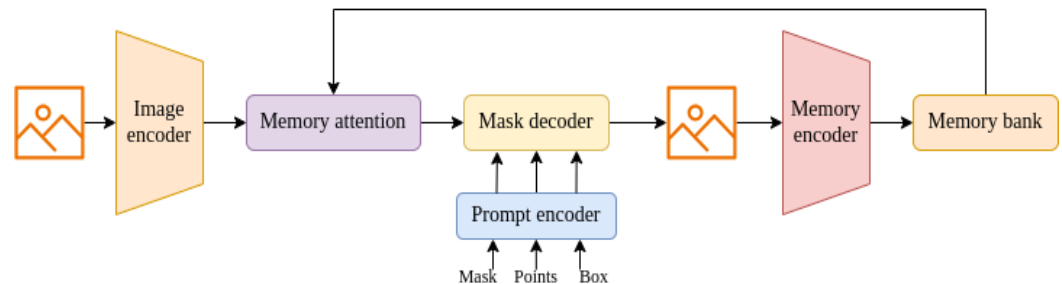 Image
encoder
Memory attention
Mask decoder
Memory
encoder
Memory bank
Prompt encoder
Mask
Points
Box